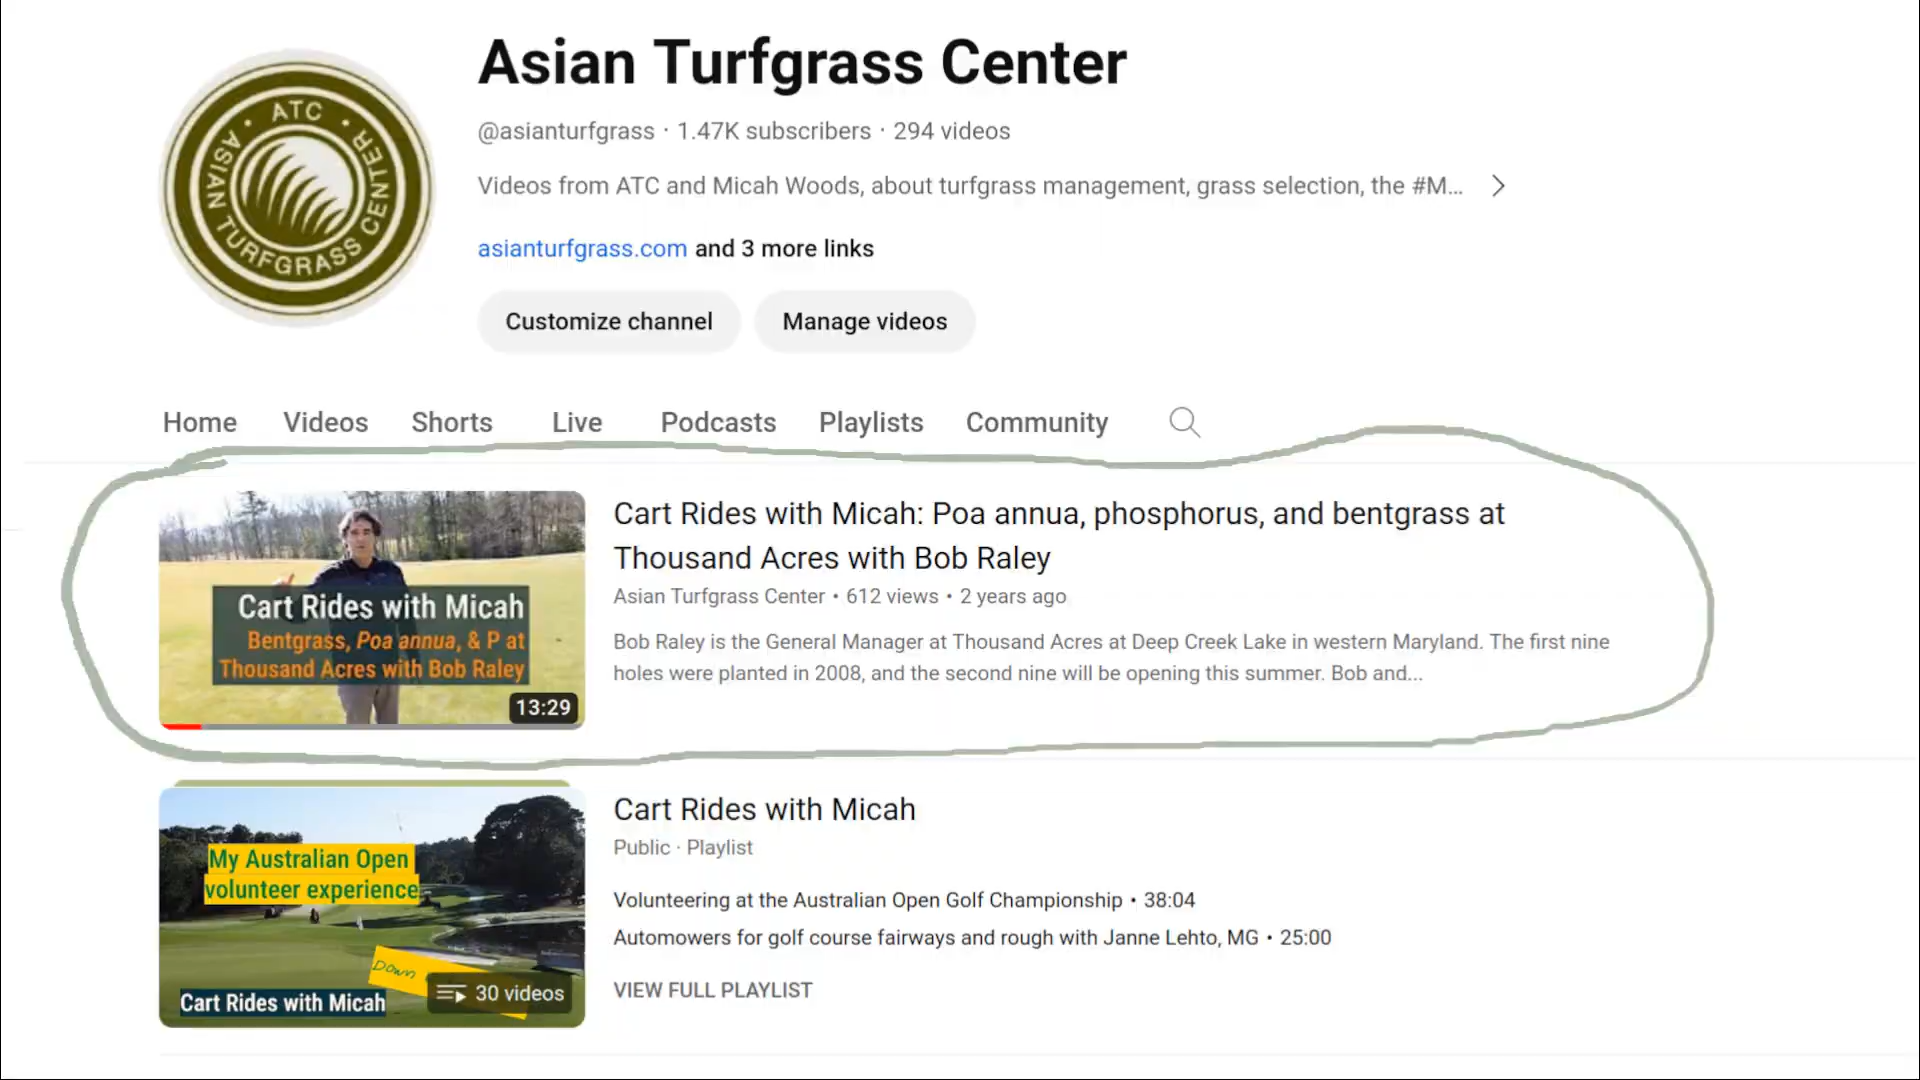 Asian Turfgrass Center
@asianturfgrass · 1.47K subscribers · 294 videos
Videos from ATC and Micah Woods, about turfgrass management, grass selection, the #M...
asianturfgrass.com and 3 more links
Customize channel
Manage videos
ATC
ASIAN TURFGRASS CENTER
Home
Videos
Shorts
Live
Podcasts
Playlists
Community
Cart Rides with Micah
Bentgrass, Poa annua, & P at
Thousand Acres with Bob Raley
13:29
Cart Rides with Micah: Poa annua, phosphorus, and bentgrass at
Thousand Acres with Bob Raley
Asian Turfgrass Center • 612 views • 2 years ago
Bob Raley is the General Manager at Thousand Acres at Deep Creek Lake in western Maryland. The first nine
holes were planted in 2008, and the second nine will be opening this summer. Bob and...
My Australian Open
volunteer experience
Down
Cart Rides with Micah
30 videos
Cart Rides with Micah
Public · Playlist
Volunteering at the Australian Open Golf Championship • 38:04
Automowers for golf course fairways and rough with Janne Lehto, MG • 25:00
VIEW FULL PLAYLIST